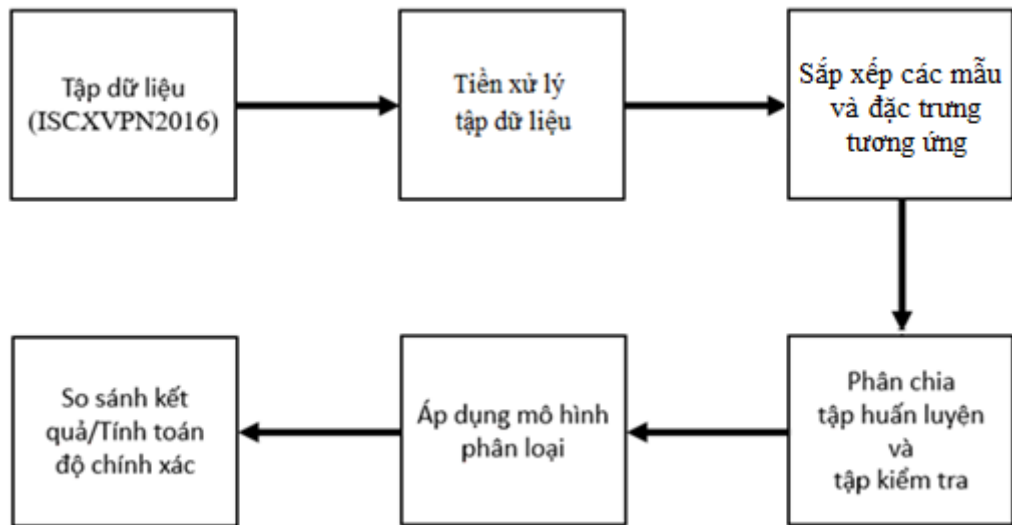 Tập dữ liệu
(ISCXVPN2016)
Tiền xử lý
tập dữ liệu
Sắp xếp các mẫu
và đặc trưng
tương ứng
Phân chia
tập huấn luyện
và
tập kiểm tra
Áp dụng mô hình
phân loại
So sánh kết
quả/Tính toán
độ chính xác